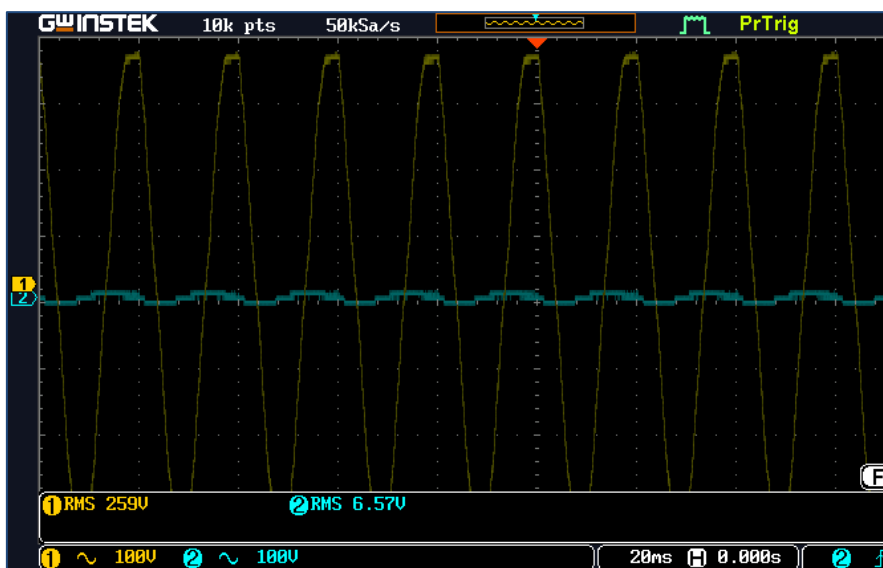 GWINSTEK 10k pts 50kSa/s PrTrig
1
2
F
1 RMS 259V 2 RMS 6.57V
1 100V 2 100V 20ms H 0.000s 2